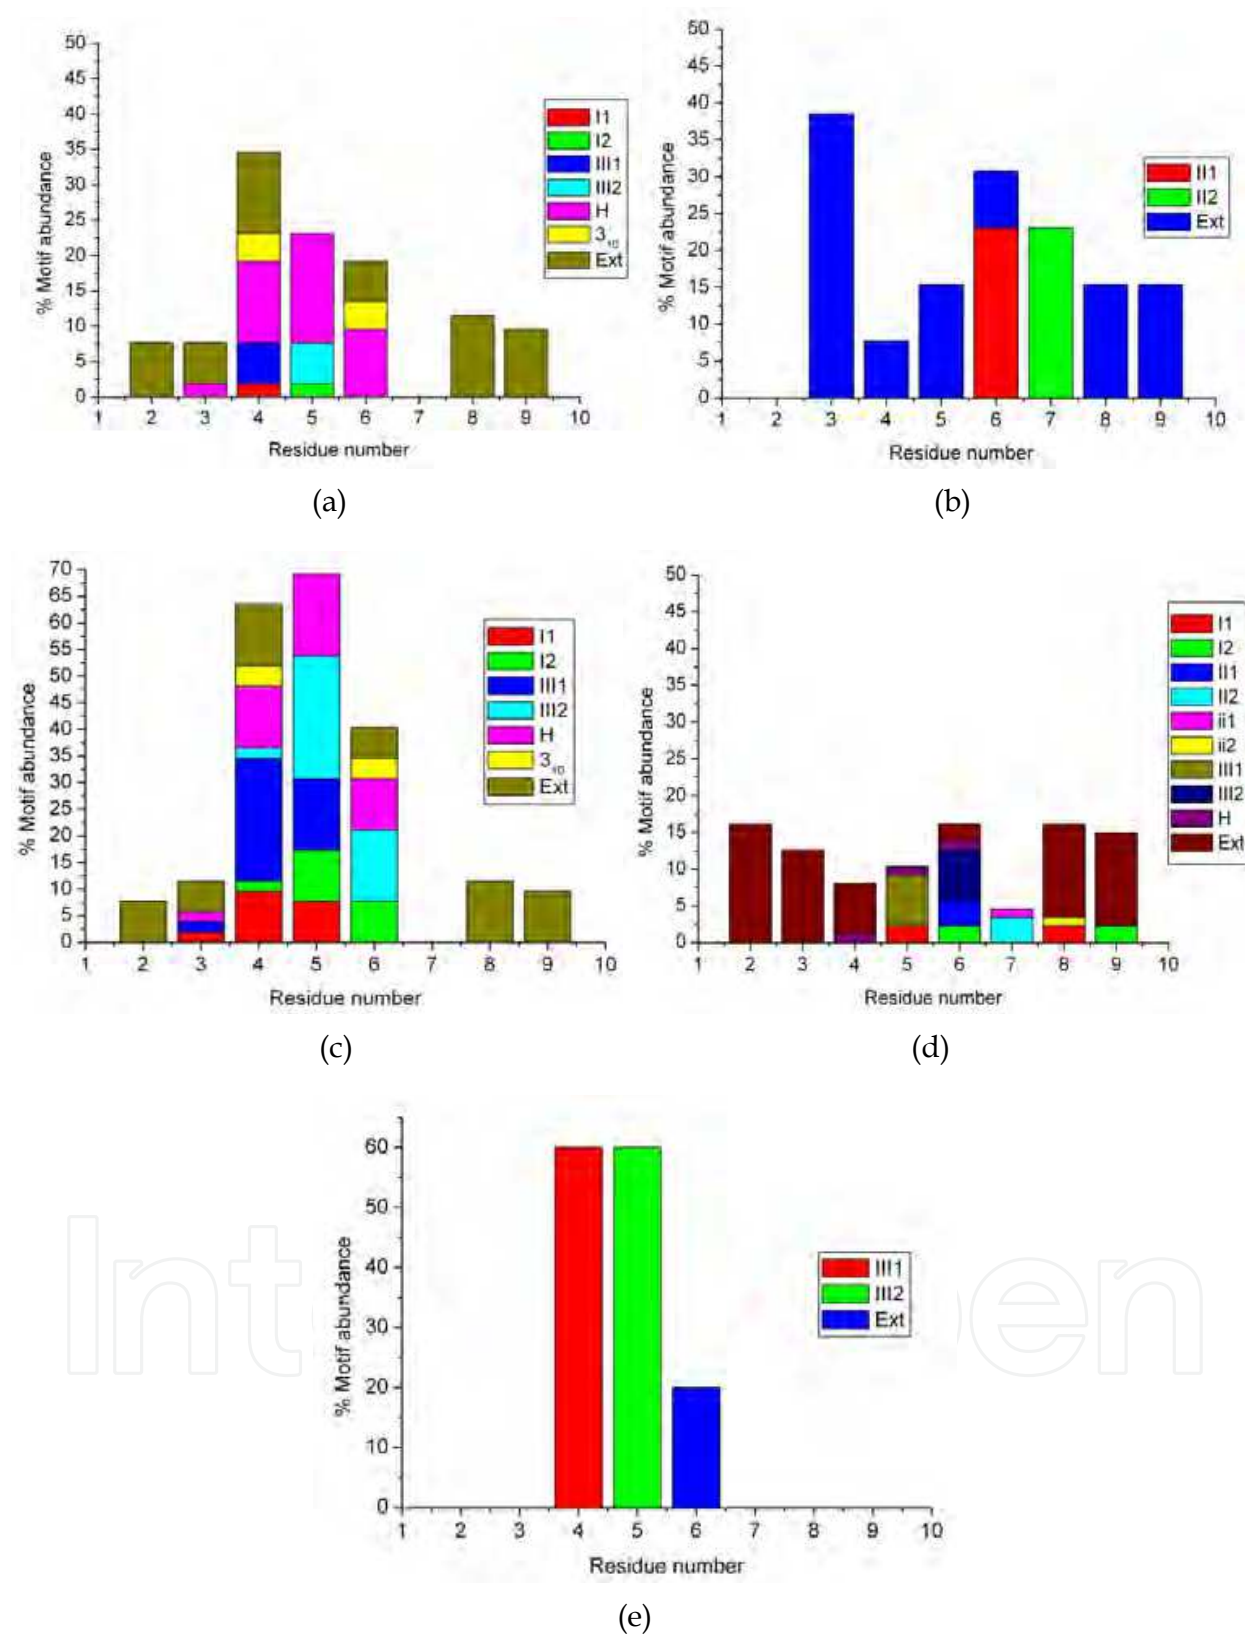 50
45
40
35
30
25
20
15
10
5
0
% Motif abundance
1 2 3 4 5 6 7 8 9 10
Residue number
I1
I2
III1
III2
H
3₁₀
Ext
(a)
50
45
40
35
30
25
20
15
10
5
0
% Motif abundance
1 2 3 4 5 6 7 8 9 10
Residue number
II1
II2
Ext
(b)
70
65
60
55
50
45
40
35
30
25
20
15
10
5
0
% Motif abundance
1 2 3 4 5 6 7 8 9 10
Residue number
I1
I2
III1
III2
H
3₁₀
Ext
(c)
50
45
40
35
30
25
20
15
10
5
0
% Motif abundance
1 2 3 4 5 6 7 8 9 10
Residue number
I1
I2
II1
II2
ii1
ii2
III1
III2
H
Ext
(d)
60
50
40
30
20
10
0
% Motif abundance
1 2 3 4 5 6 7 8 9 10
Residue number
III1
III2
Ext
(e)